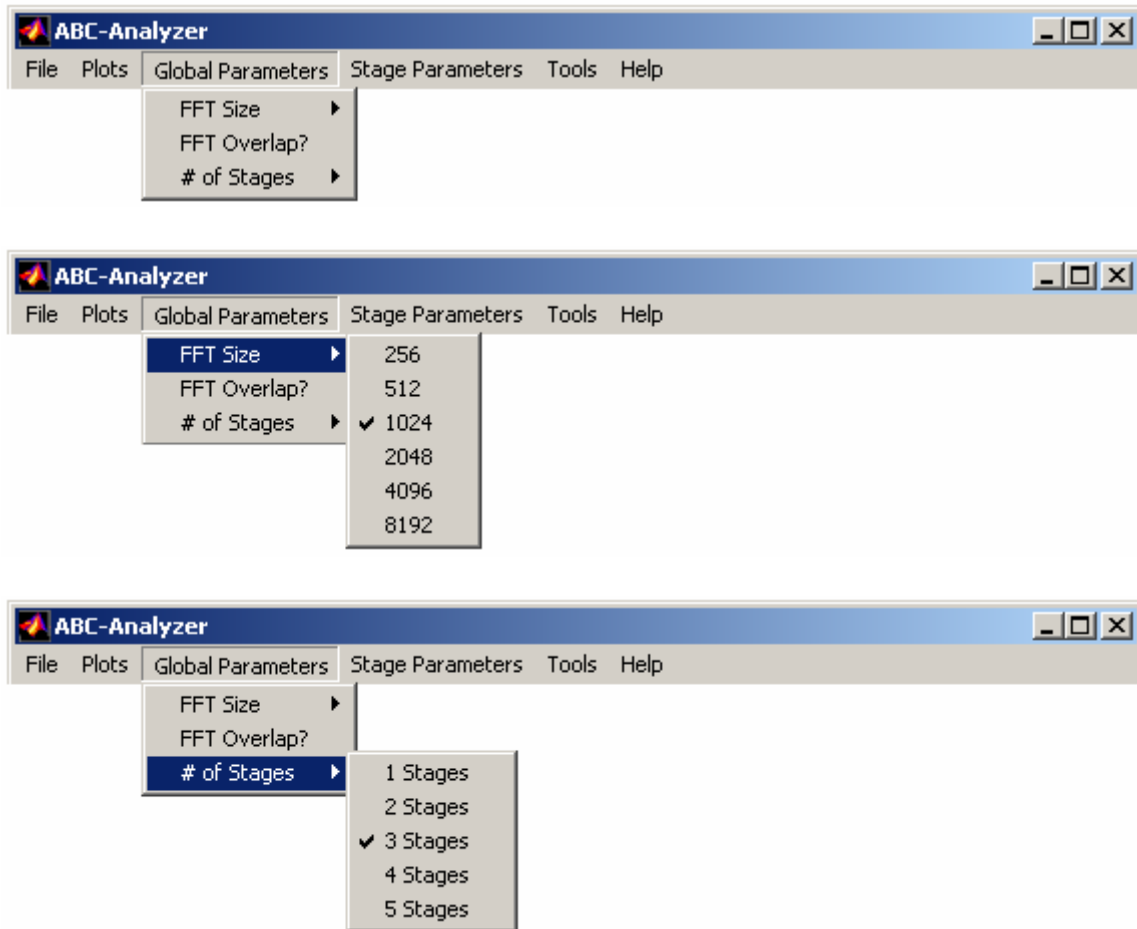 ABC-Analyzer
File Plots Global Parameters Stage Parameters Tools Help
FFT Size
FFT Overlap?
# of Stages
ABC-Analyzer
File Plots Global Parameters Stage Parameters Tools Help
FFT Size 256
FFT Overlap? 512
# of Stages 1024
2048
4096
8192
ABC-Analyzer
File Plots Global Parameters Stage Parameters Tools Help
FFT Size
FFT Overlap?
# of Stages 1 Stages
2 Stages
3 Stages
4 Stages
5 Stages